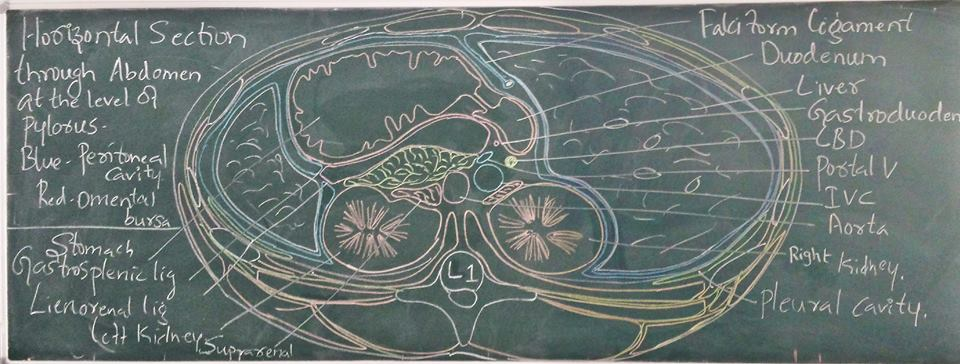 Horizontal Section
through Abdomen
at the level of
Pylorus-
Blue- Peritoneal
cavity
Red-Omental
bursa
Stomach
Gastrosplenic lig
Lienorenal lig
Left Kidney
Suprarenal
L1
Falciform Ligament
Duodenum
Liver
Gastroduoden
CBD
Portal V
IVC
Aorta
Right Kidney.
Pleural cavity.